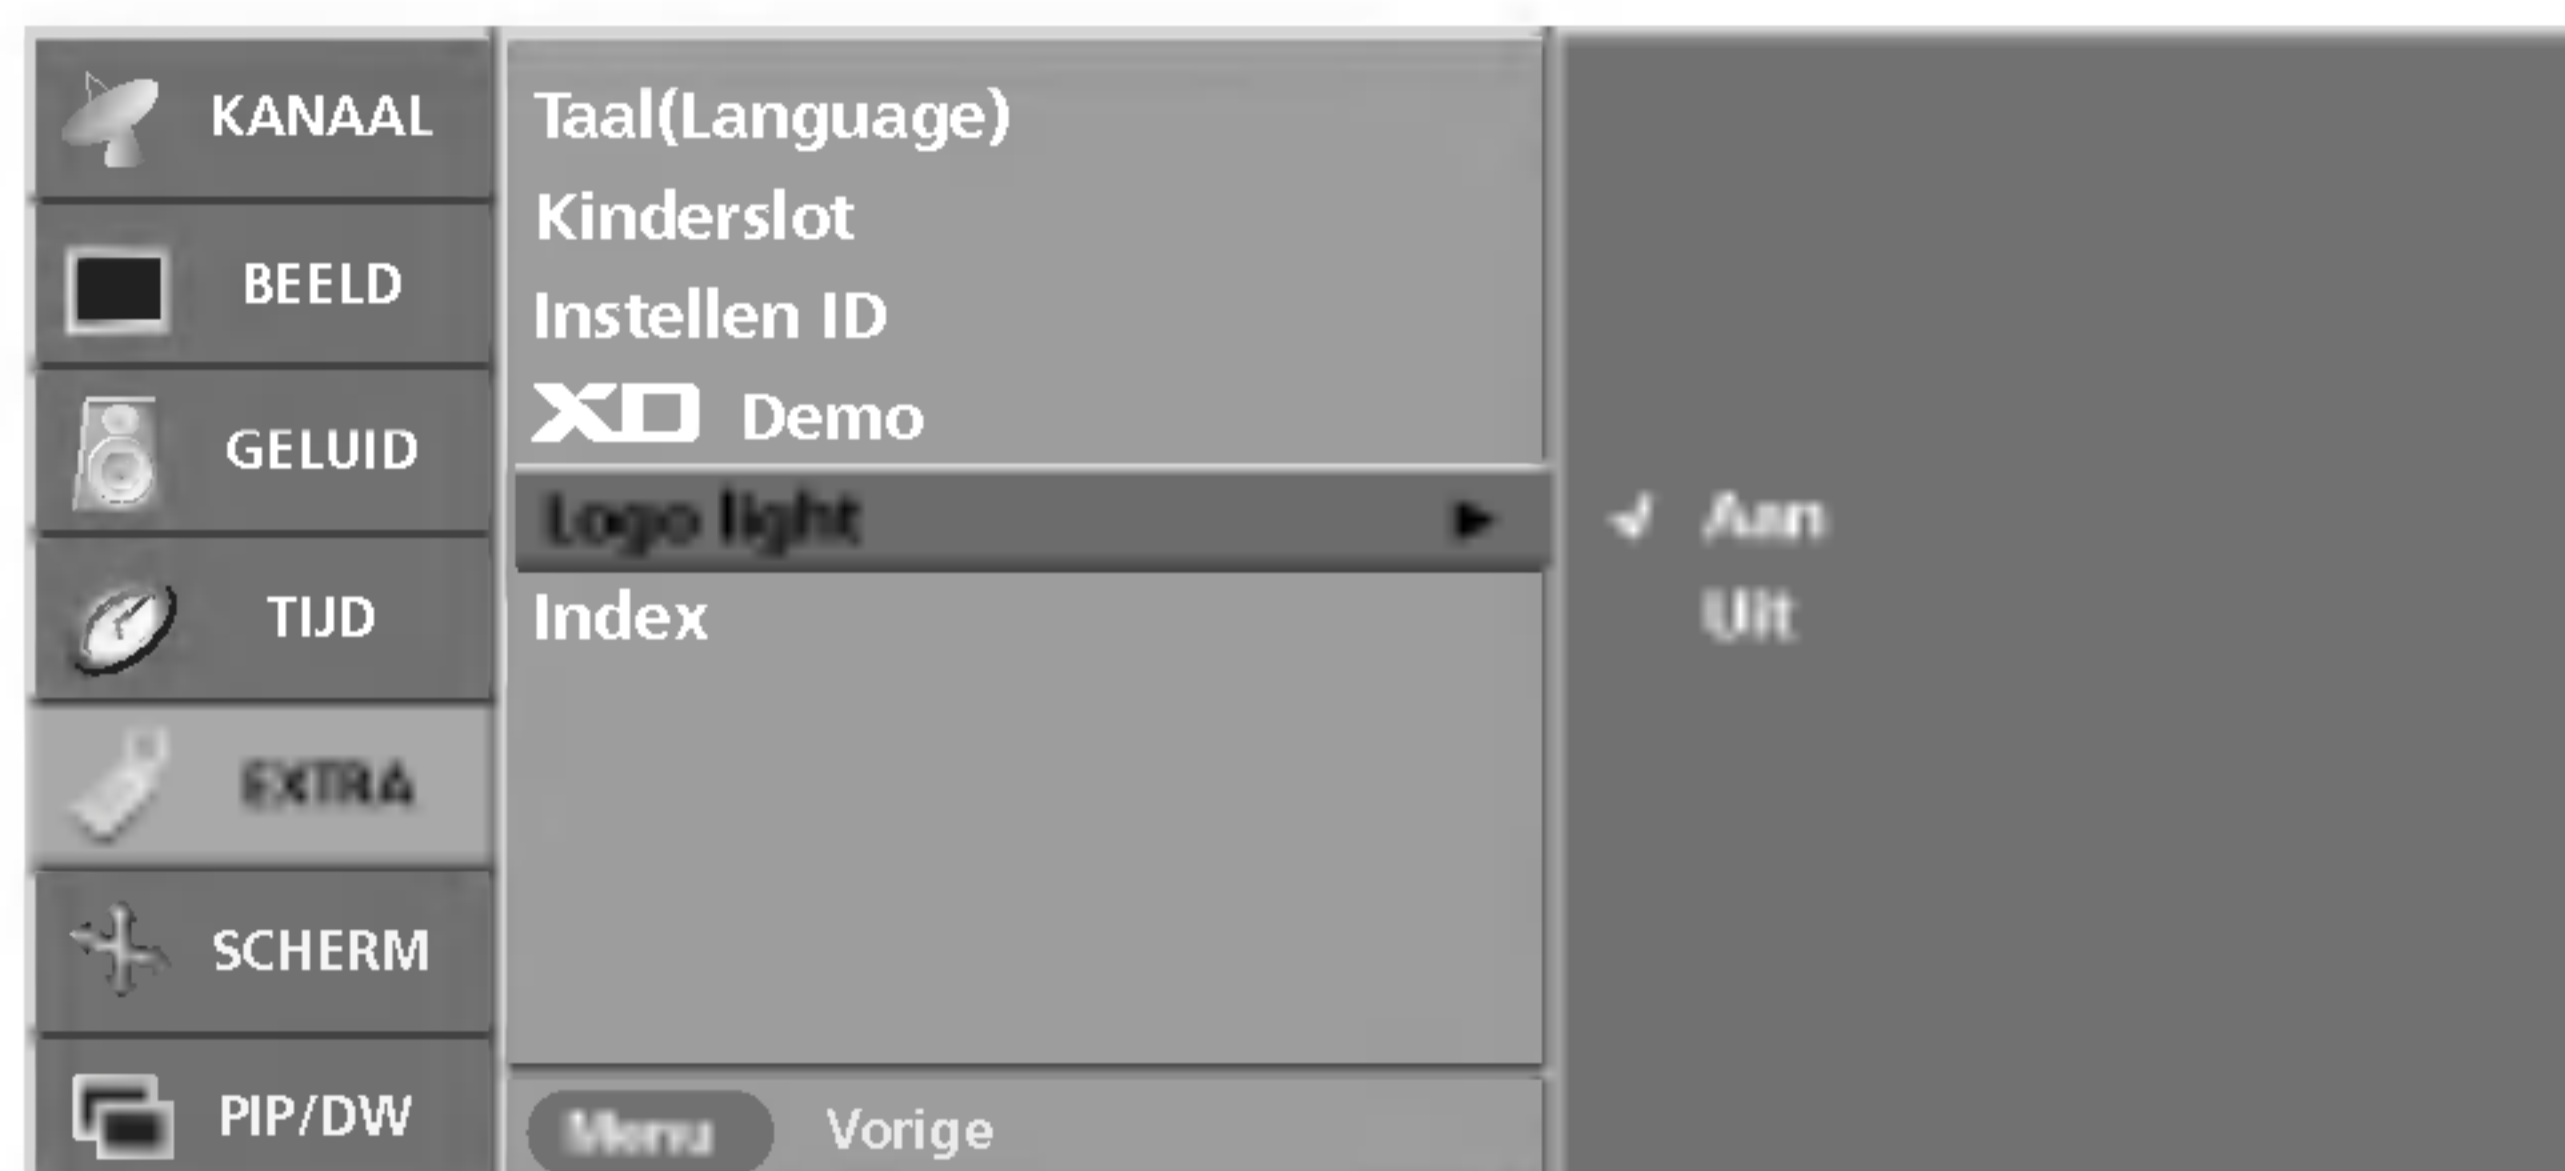 KANAAL
BEELD
GELUID
TIJD
EXTRA
SCHERM
PIP/DW
Taal(Language)
Kinderslot
Instellen ID
XD Demo
Logo light
Index
Menu Vorige
Aan
Uit